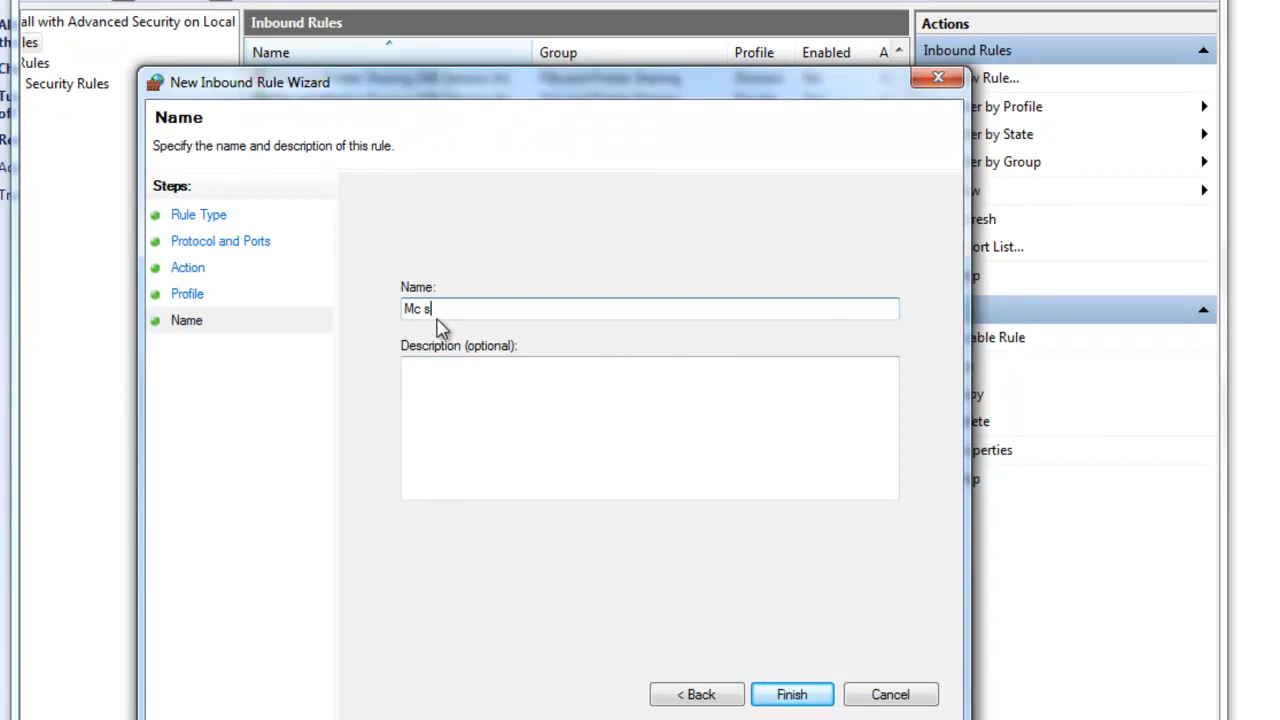 all with Advanced Security on Local
les
Rules
Security Rules
Inbound Rules
Name
Group
Profile
Enabled
A
Actions
Inbound Rules
w Rule...
er by Profile
er by State
er by Group
w
resh
ort List...
p
able Rule
py
ete
perties
p
New Inbound Rule Wizard
Name
Specify the name and description of this rule.
Steps:
Rule Type
Protocol and Ports
Action
Profile
Name
Name:
Mc s
Description (optional):
< Back
Finish
Cancel